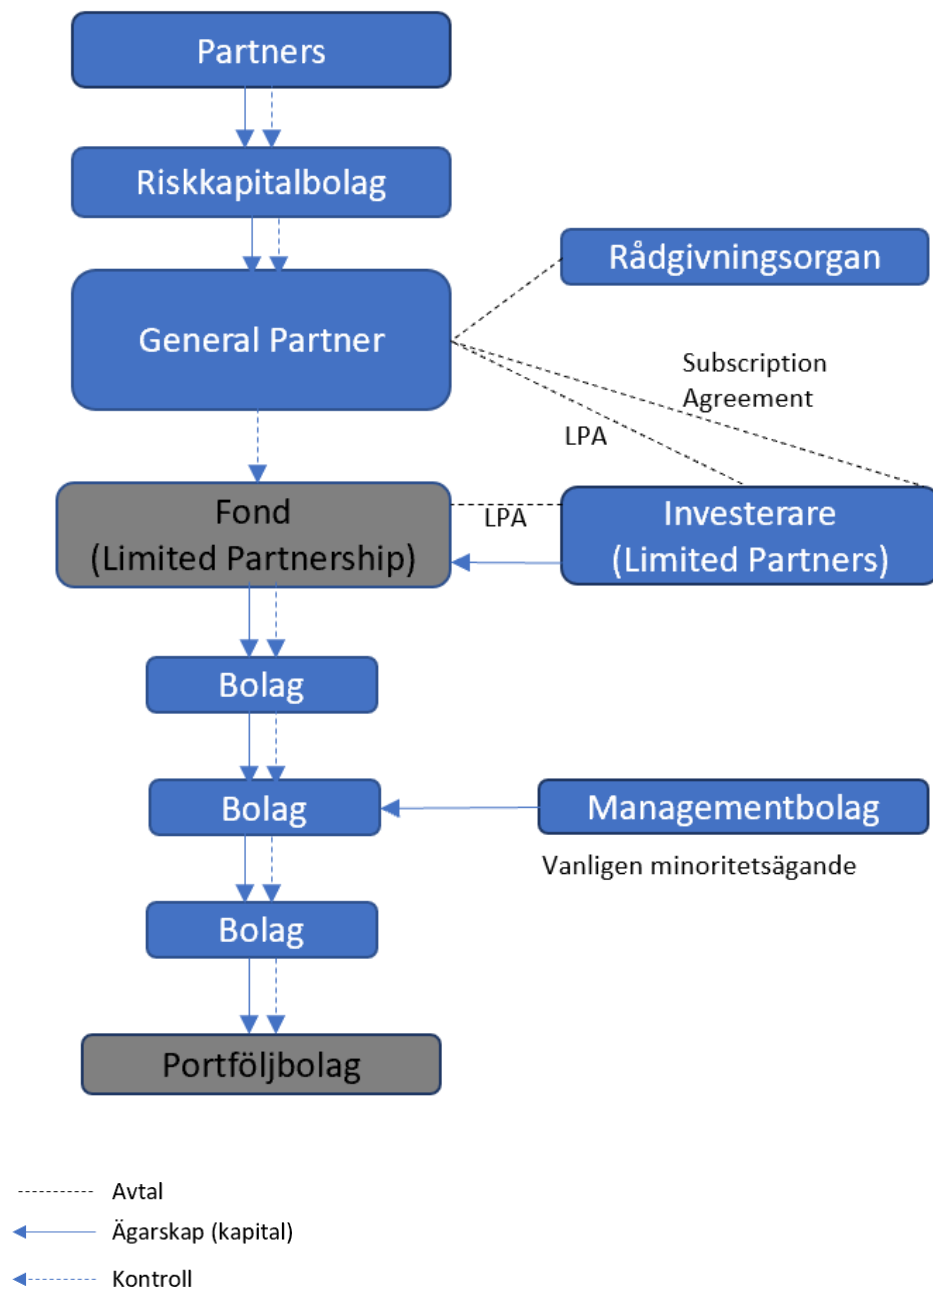 Partners
Riskkapitalbolag
Rådgivningsorgan
General Partner
Subscription
Agreement
LPA
Fond
(Limited Partnership)
LPA
Investerare
(Limited Partners)
Bolag
Bolag
Managementbolag
Vanligen minoritetsägande
Bolag
Portföljbolag
Avtal
Ägarskap (kapital)
Kontroll